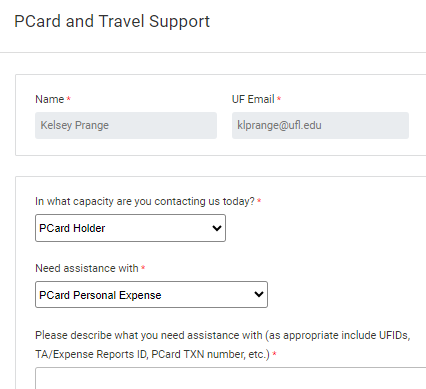 PCard and Travel Support
Name *
UF Email *
Kelsey Prange
klprange@ufl.edu
In what capacity are you contacting us today? *
PCard Holder
Need assistance with *
PCard Personal Expense
Please describe what you need assistance with (as appropriate include UFIDs,
TA/Expense Reports ID, PCard TXN number, etc.) *